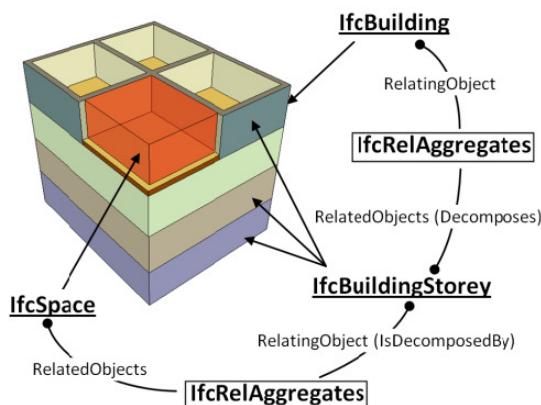 IfcBuilding
RelatingObject
IfcRelAggregates
RelatedObjects (Decomposes)
IfcBuildingStorey
IfcSpace
RelatingObject (IsDecomposedBy)
RelatedObjects
IfcRelAggregates